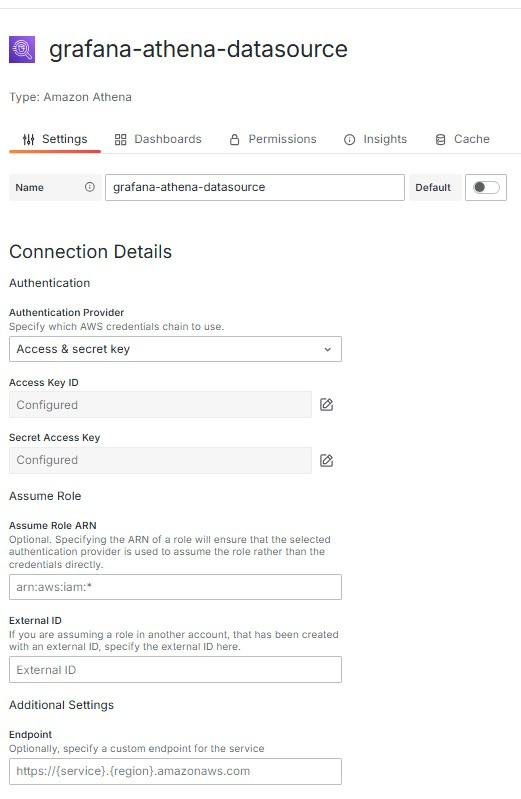 grafana-athena-datasource
Type: Amazon Athena
Settings Dashboards Permissions Insights Cache
Name grafana-athena-datasource Default
Connection Details
Authentication
Authentication Provider
Specify which AWS credentials chain to use.
Access & secret key
Access Key ID
Configured
Secret Access Key
Configured
Assume Role
Assume Role ARN
Optional. Specifying the ARN of a role will ensure that the selected
authentication provider is used to assume the role rather than the
credentials directly.
arn:aws:iam:*
External ID
If you are assuming a role in another account, that has been created
with an external ID, specify the external ID here.
External ID
Additional Settings
Endpoint
Optionally, specify a custom endpoint for the service
https://{service}.{region}.amazonaws.com